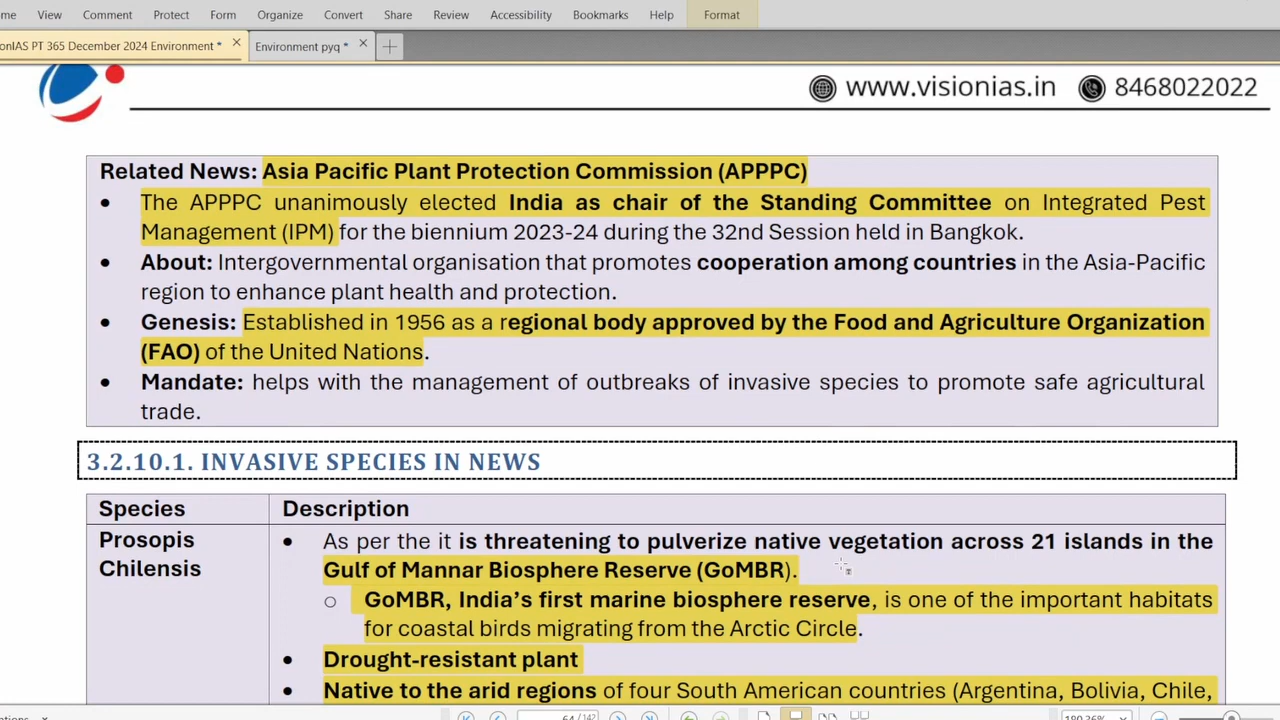 View Comment Protect Form Organize Convert Share Review Accessibility Bookmarks Help Format
onIAS PT 365 December 2024 Environment * × Environment pyq * × +
www.visionias.in 8468022022
Related News: Asia Pacific Plant Protection Commission (APPPC)
• The APPPC unanimously elected India as chair of the Standing Committee on Integrated Pest
Management (IPM) for the biennium 2023-24 during the 32nd Session held in Bangkok.
• About: Intergovernmental organisation that promotes cooperation among countries in the Asia-Pacific
region to enhance plant health and protection.
• Genesis: Established in 1956 as a regional body approved by the Food and Agriculture Organization
(FAO) of the United Nations.
• Mandate: helps with the management of outbreaks of invasive species to promote safe agricultural
trade.
3.2.10.1. INVASIVE SPECIES IN NEWS
Species Description
Prosopis
Chilensis
• As per the it is threatening to pulverize native vegetation across 21 islands in the
Gulf of Mannar Biosphere Reserve (GoMBR).
○ GoMBR, India's first marine biosphere reserve, is one of the important habitats
for coastal birds migrating from the Arctic Circle.
• Drought-resistant plant
• Native to the arid regions of four South American countries (Argentina, Bolivia, Chile,